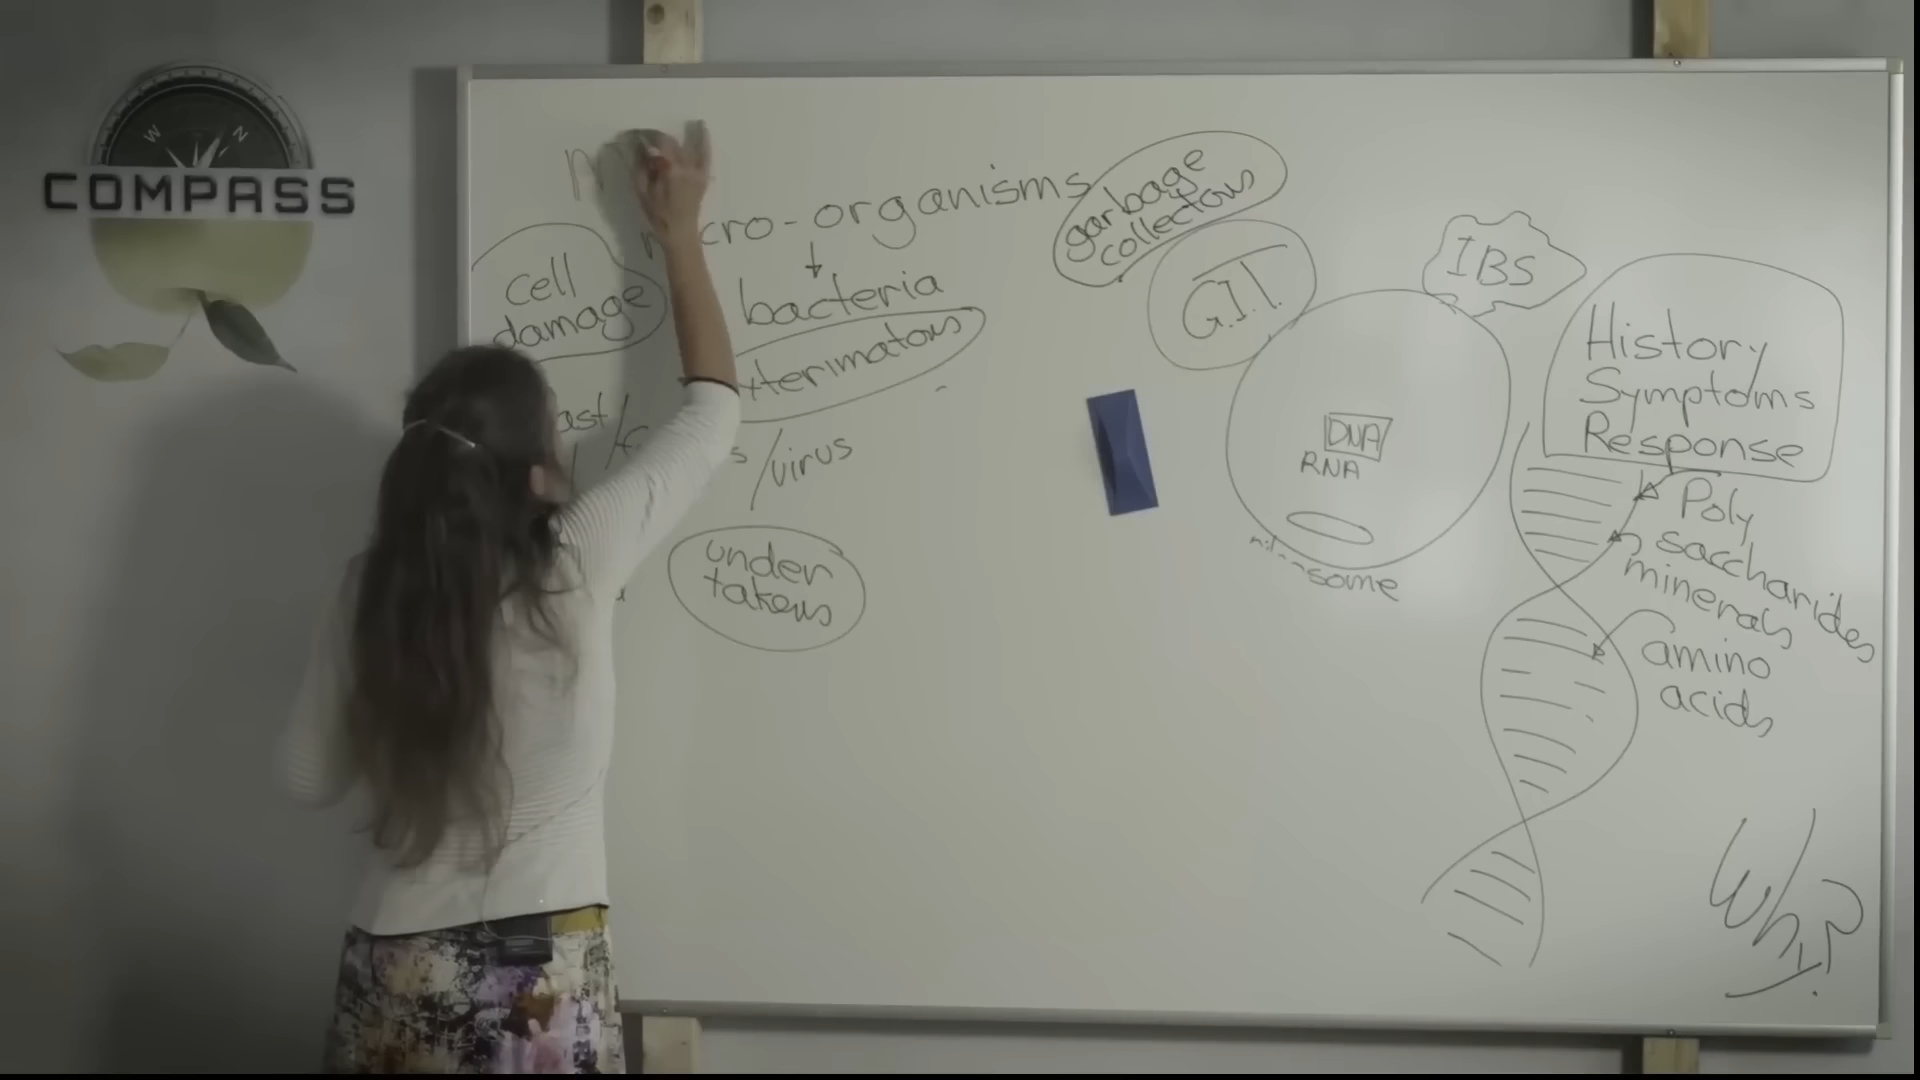 W N
COMPASS
micro-organisms
garbage
collectors
cell
damage
bacteria
G.I.T.
IBS
/virus
under
takers
DNA
RNA
History
Symptoms
Response
Poly
saccharides
minerals
amino
acids
Why?